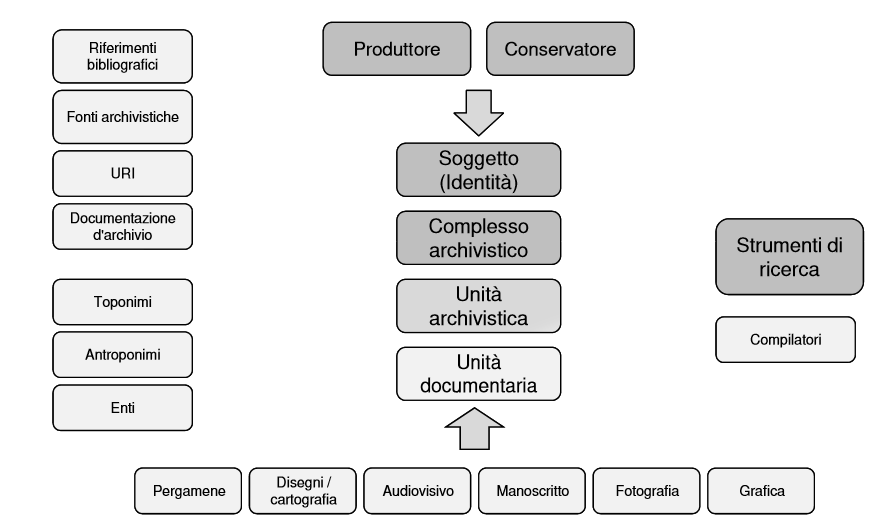 Riferimenti
bibliografici
Fonti archivistiche
URI
Documentazione
d'archivio
Toponimi
Antroponimi
Enti
Produttore
Conservatore
Soggetto
(Identità)
Complesso
archivistico
Unità
archivistica
Unità
documentaria
Strumenti di
ricerca
Compilatori
Pergamene
Disegni /
cartografia
Audiovisivo
Manoscritto
Fotografia
Grafica